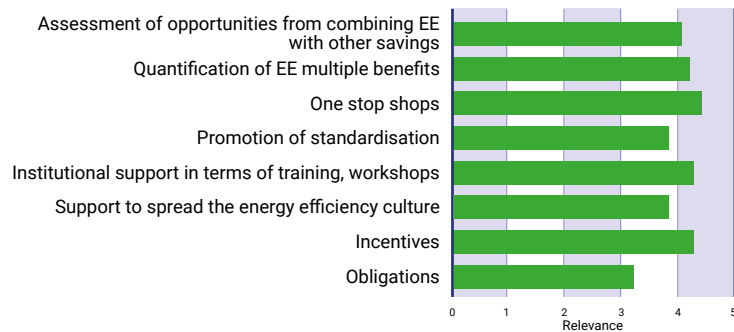 Assessment of opportunities from combining EE
with other savings
Quantification of EE multiple benefits
One stop shops
Promotion of standardisation
Institutional support in terms of training, workshops
Support to spread the energy efficiency culture
Incentives
Obligations
0 1 2 3 4 5
Relevance